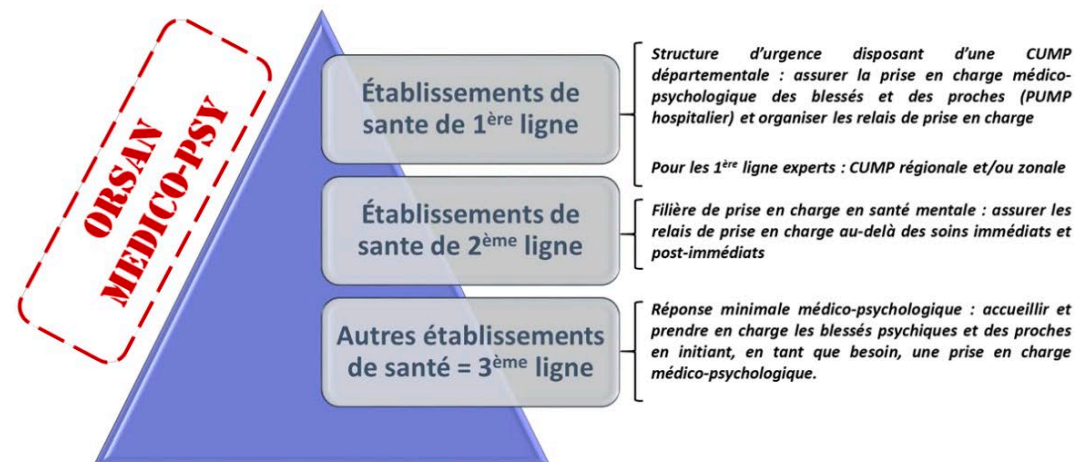 ORSAN
MEDICO-PSY
Établissements de
sante de 1ère ligne
Structure d'urgence disposant d'une CUMP
départementale : assurer la prise en charge médico-
psychologique des blessés et des proches (PUMP
hospitalier) et organiser les relais de prise en charge
Pour les 1ère ligne experts : CUMP régionale et/ou zonale
Établissements de
sante de 2ème ligne
Filière de prise en charge en santé mentale : assurer les
relais de prise en charge au-delà des soins immédiats et
post-immédiats
Autres établissements
de santé = 3ème ligne
Réponse minimale médico-psychologique : accueillir et
prendre en charge les blessés psychiques et des proches
en initiant, en tant que besoin, une prise en charge
médico-psychologique.